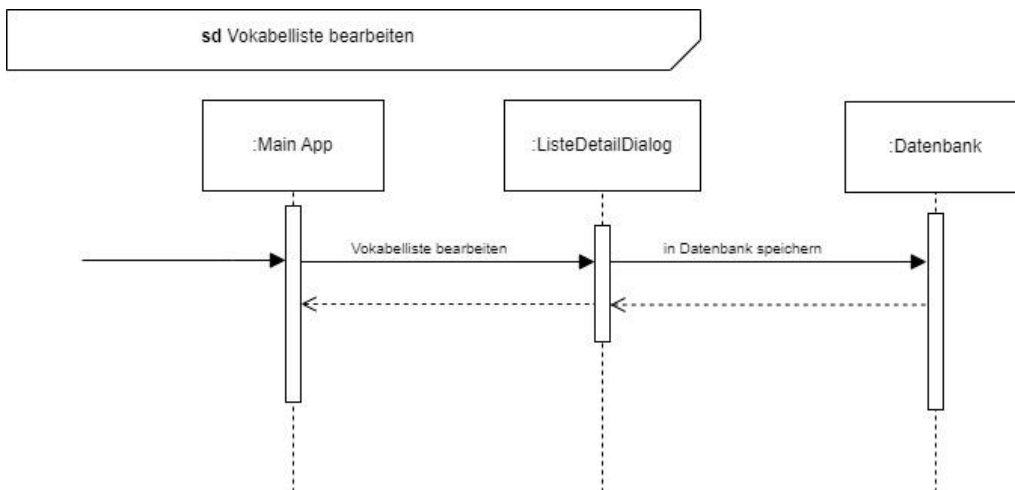 sd Vokabelliste bearbeiten
:Main App
:ListeDetailDialog
:Datenbank
Vokabelliste bearbeiten
in Datenbank speichern